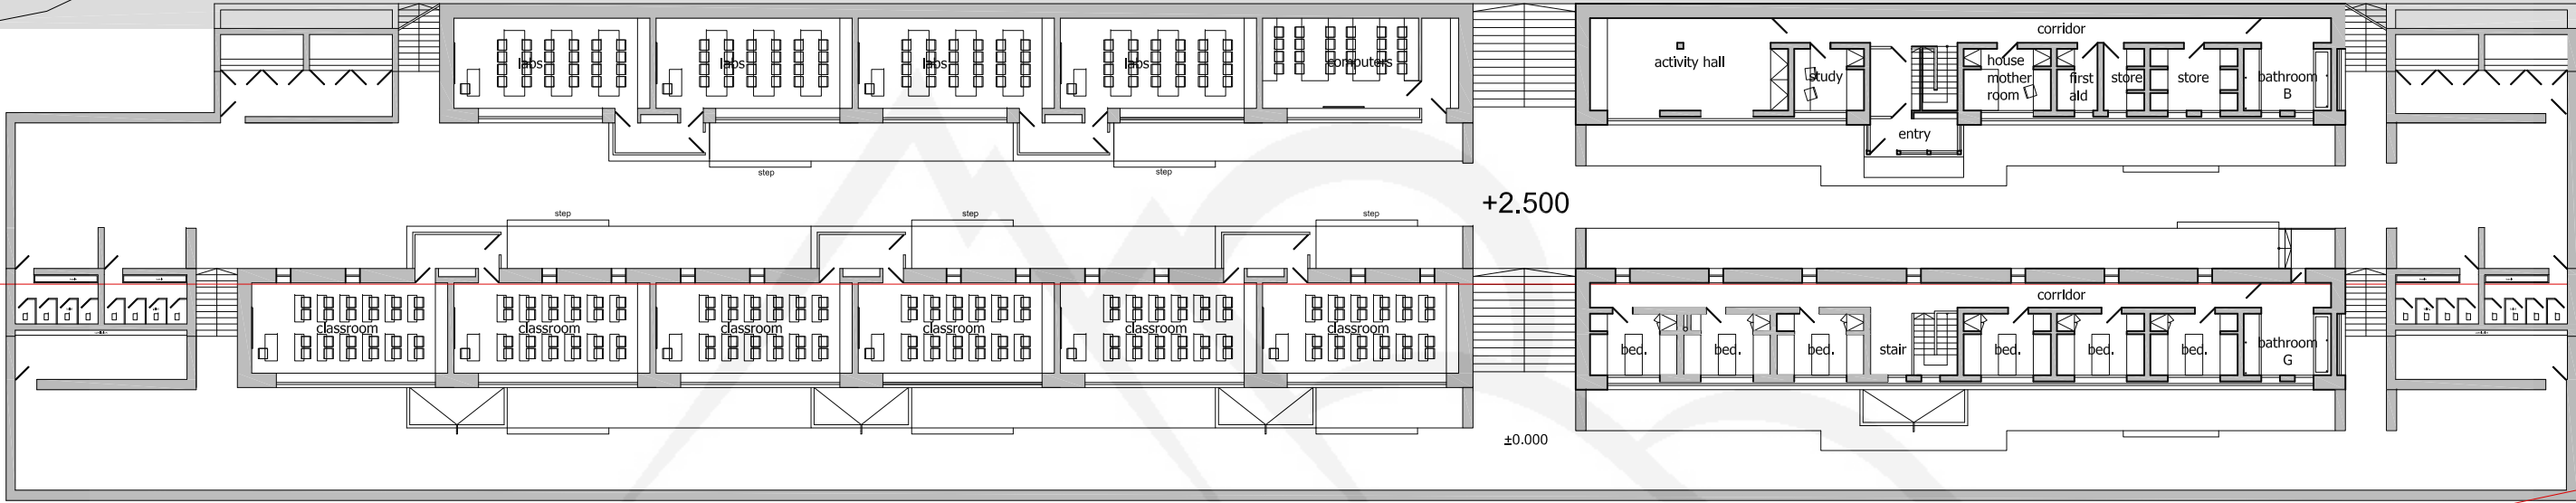 corridor
labs
labs
labs
labs
computers
activity hall
study
house
mother
room
first
aid
store
store
bathroom
B
entry
step
step
+2.500
step
step
step
corridor
classroom
classroom
classroom
classroom
classroom
classroom
bed.
bed.
bed.
stair
bed.
bed.
bed.
bathroom
G
±0.000